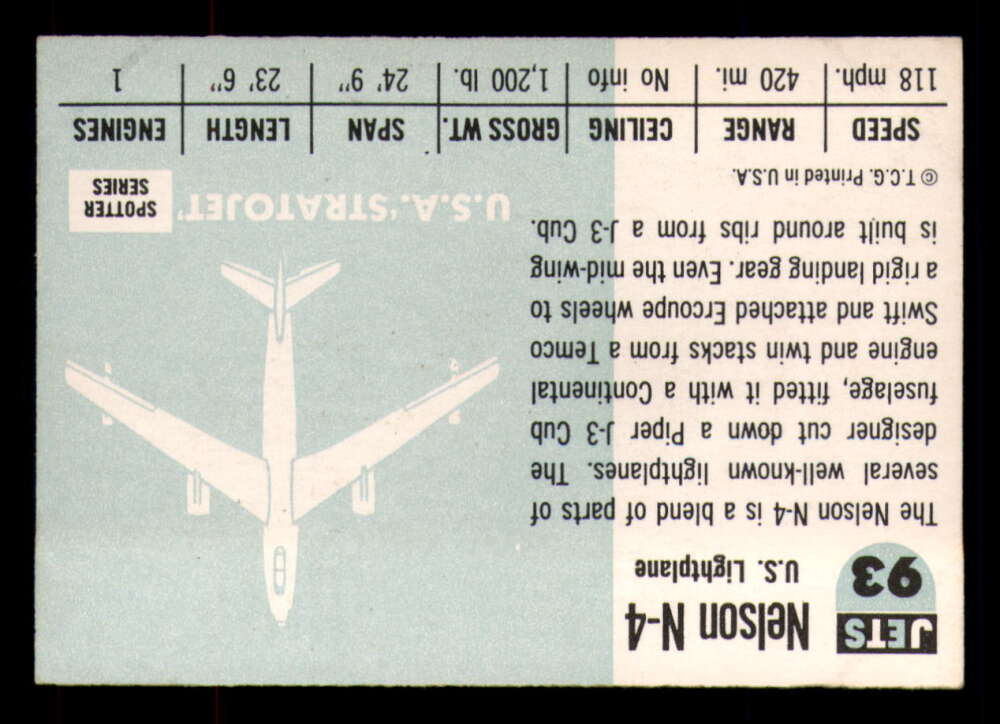 JETS
93
Nelson N-4
U.S. Lightplane
The Nelson N-4 is a blend of parts of
several well-known lightplanes. The
designer cut down a Piper J-3 Cub
fuselage, fitted it with a Continental
engine and twin stacks from a Temco
Swift and attached Ercoupe wheels to
a rigid landing gear. Even the mid-wing
is built around ribs from a J-3 Cub.
© T.C.G. Printed in U.S.A.
U.S.A. 'STRATOJET'
SPOTTER
SERIES
SPEED RANGE CEILING GROSS WT. SPAN LENGTH ENGINES
118 mph. 420 mi. No info 1,200 lb. 24' 9" 23' 6" 1